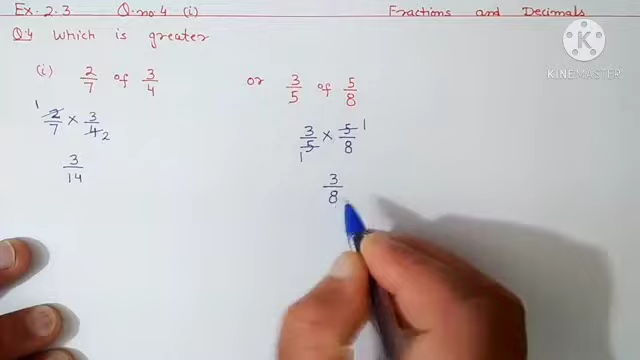 Ex. 2.3 Q.no.4 (i) Fractions and Decimals
Q.4 Which is greater
(i) 2/7 of 3/4 or 3/5 of 5/8
1 2/7 × 3/4 2 3/5 1 × 5/8 1
3/14 3/8
KINEMASTER